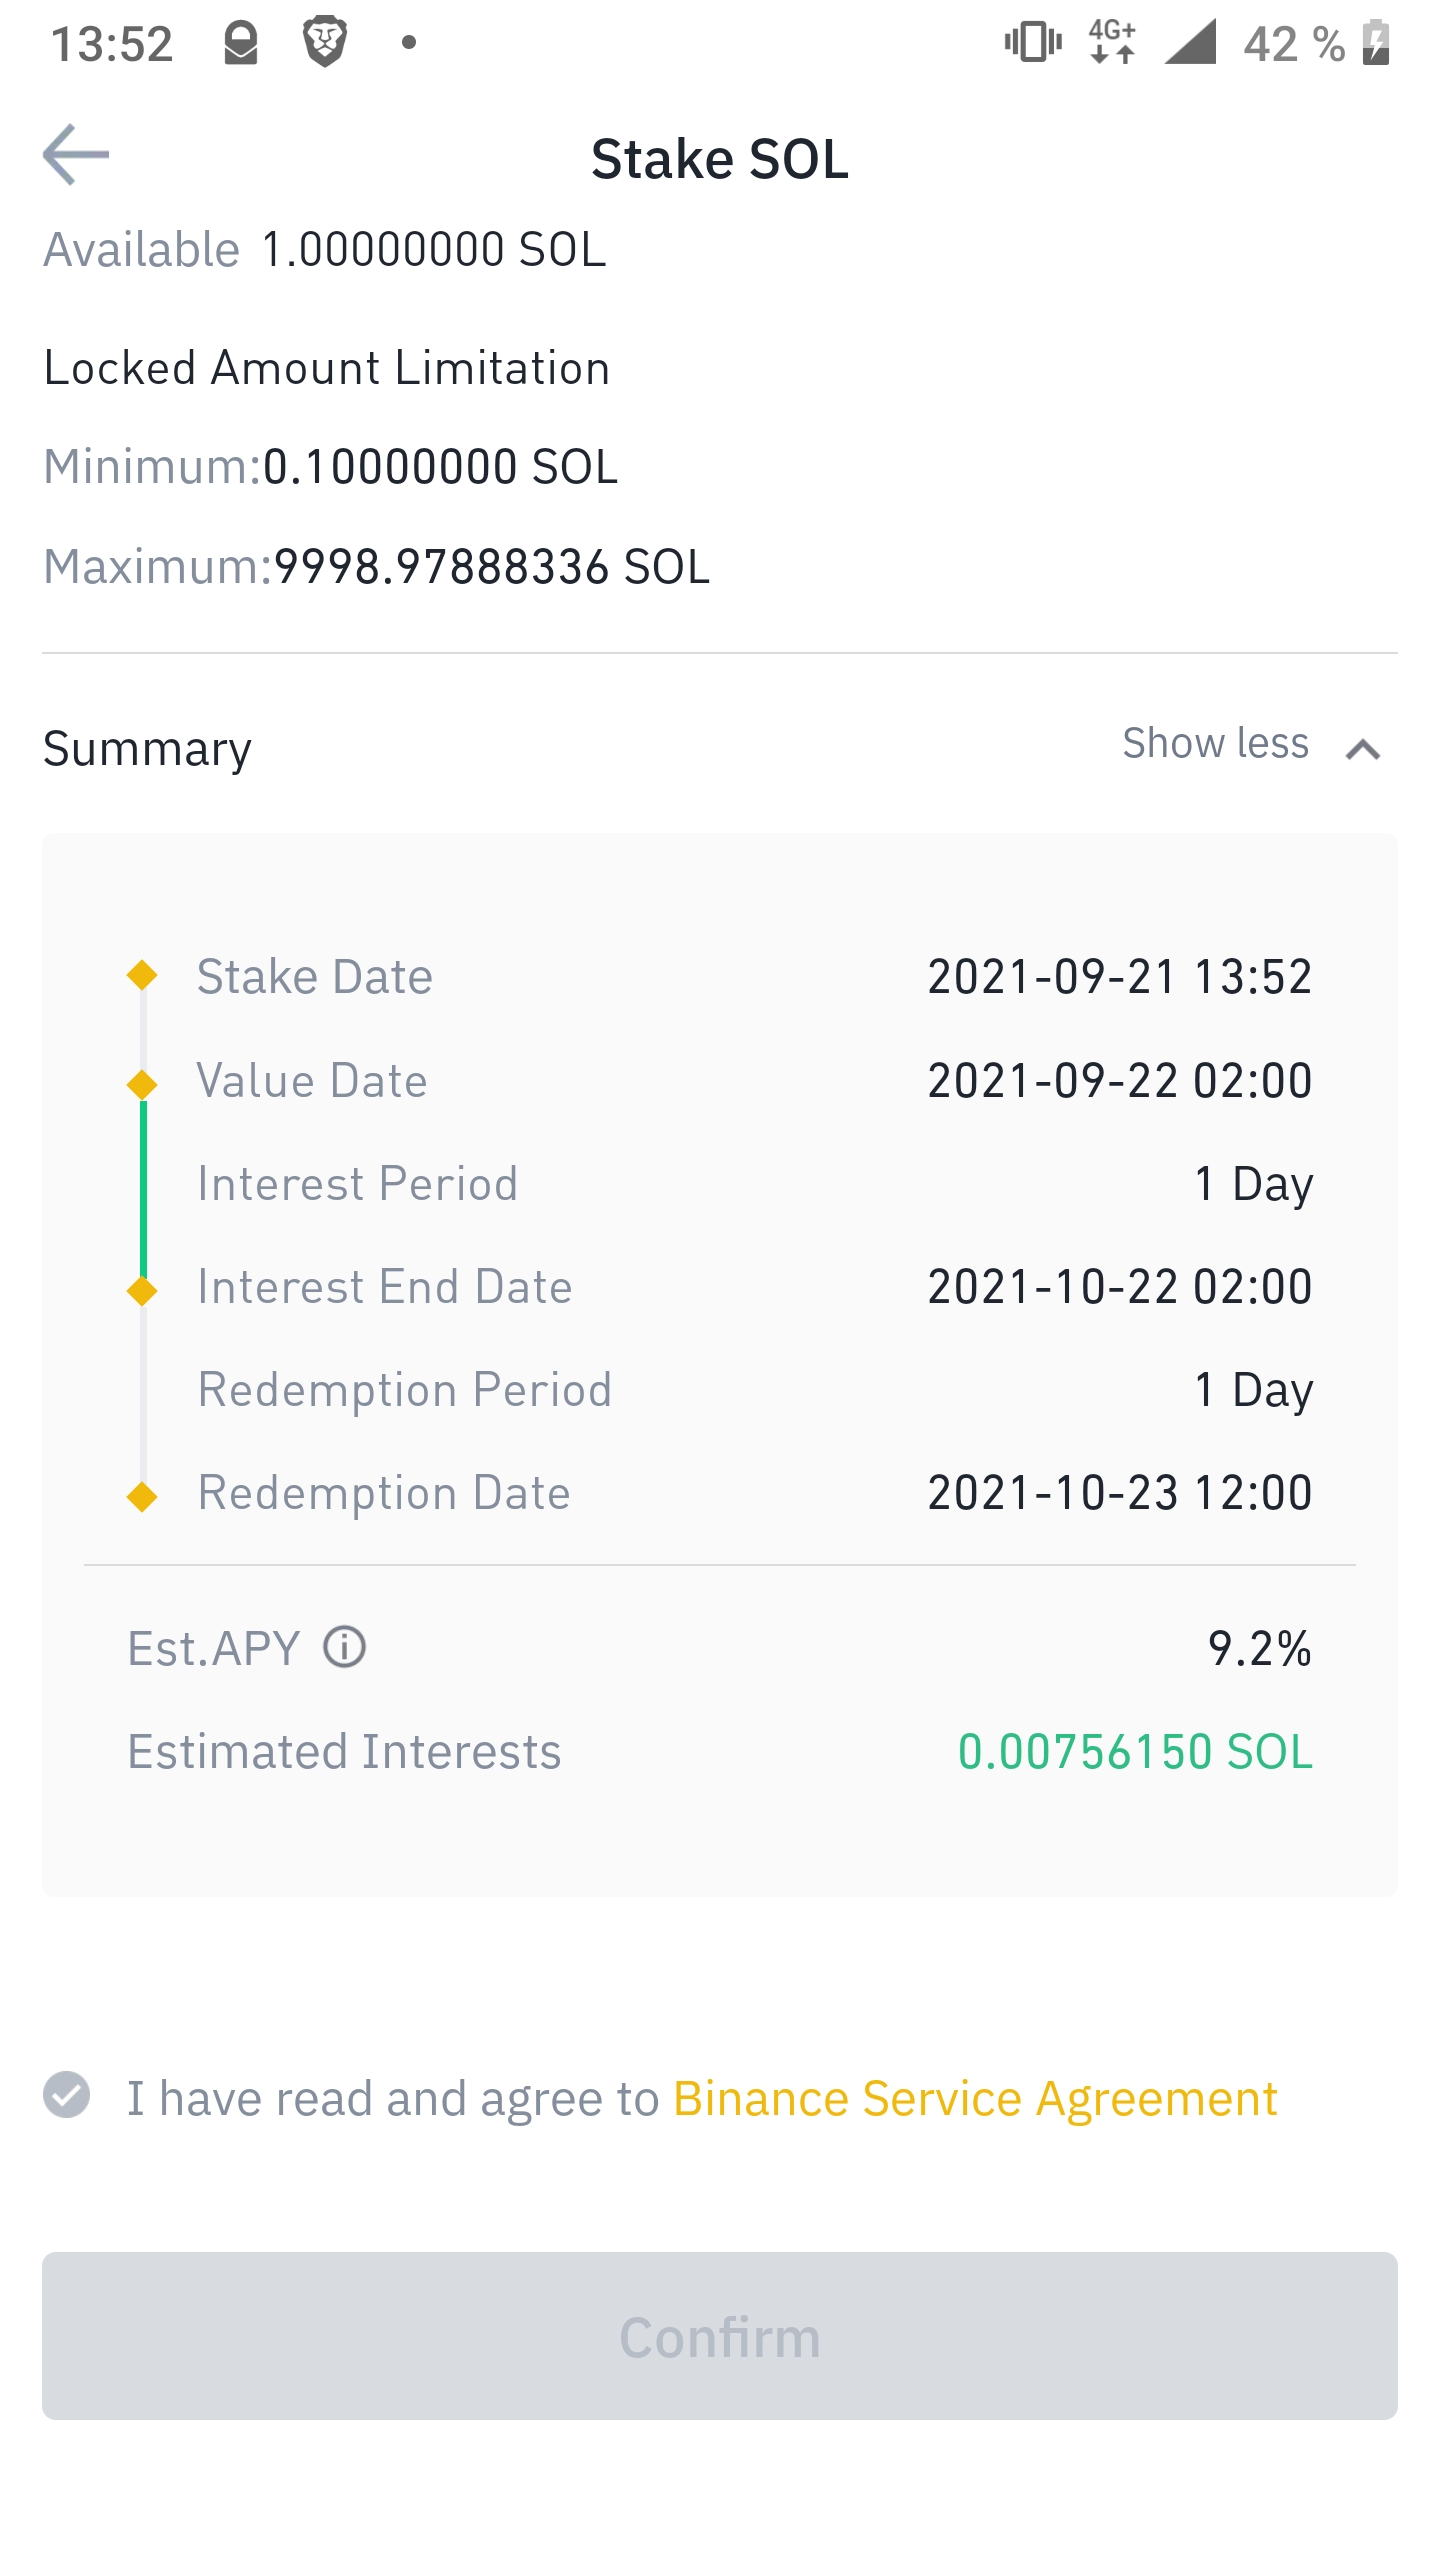 13:52 4G+ 42 %
Stake SOL
Available 1.00000000 SOL
Locked Amount Limitation
Minimum:0.10000000 SOL
Maximum:9998.97888336 SOL
Summary Show less
Stake Date 2021-09-21 13:52
Value Date 2021-09-22 02:00
Interest Period 1 Day
Interest End Date 2021-10-22 02:00
Redemption Period 1 Day
Redemption Date 2021-10-23 12:00
Est.APY 9.2%
Estimated Interests 0.00756150 SOL
I have read and agree to Binance Service Agreement
Confirm